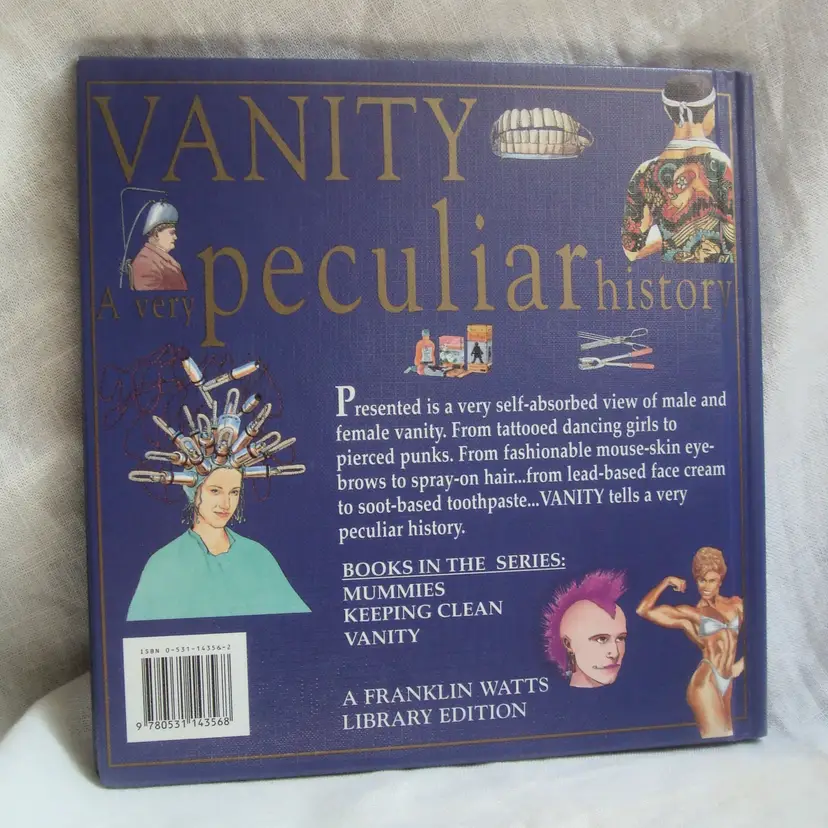 VANITY
A very peculiar history
Presented is a very self-absorbed view of male and
female vanity. From tattooed dancing girls to
pierced punks. From fashionable mouse-skin eye-
brows to spray-on hair...from lead-based face cream
to soot-based toothpaste...VANITY tells a very
peculiar history.
BOOKS IN THE SERIES:
MUMMIES
KEEPING CLEAN
VANITY
A FRANKLIN WATTS
LIBRARY EDITION
ISBN 0-531-14356-2
9 780531 143568